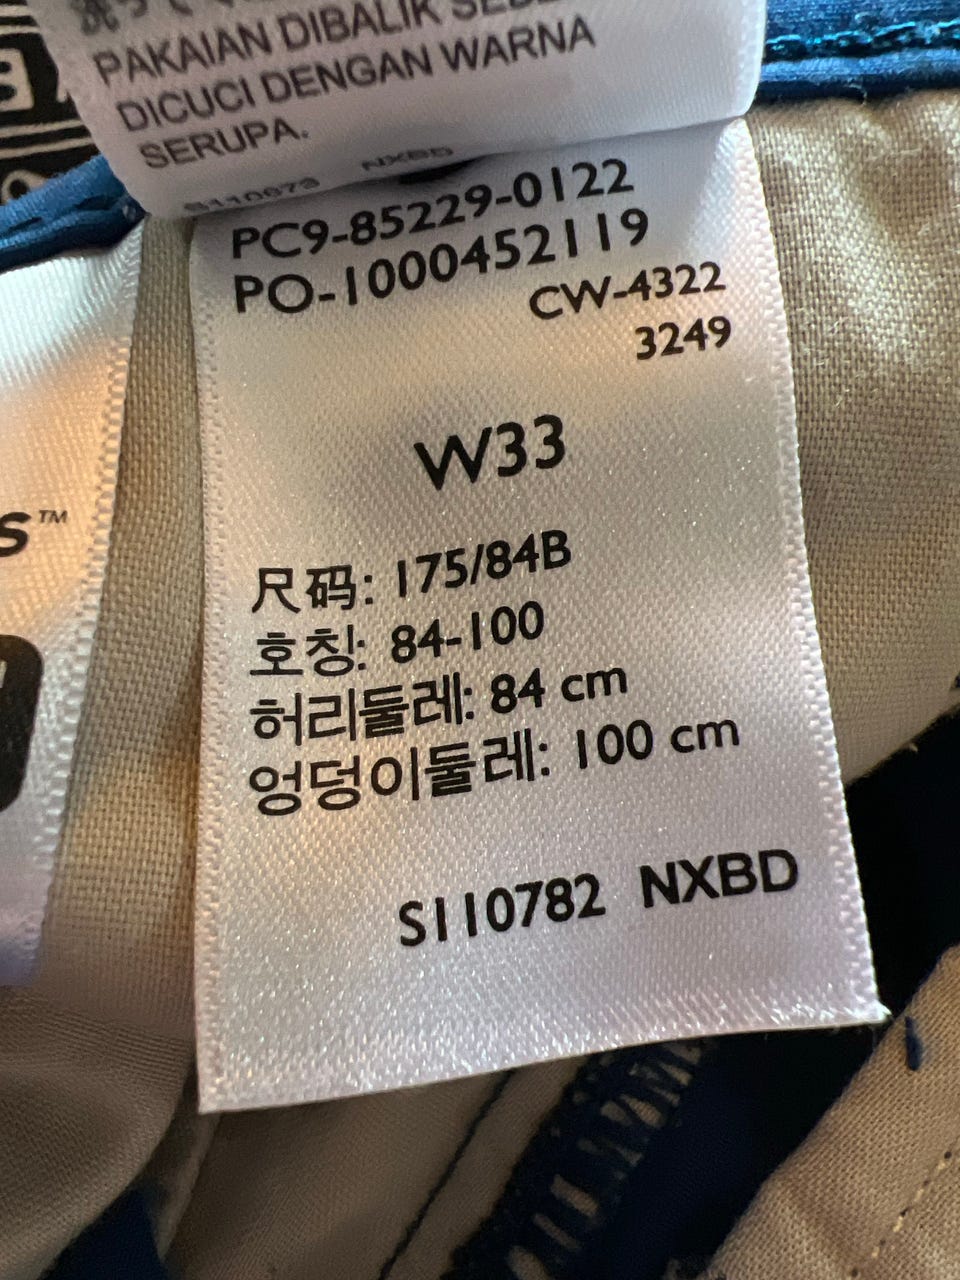 PAKAIAN DIBALIK
DICUCI DENGAN WARNA
SERUPA.
NXBD
PC9-85229-0122
PO-1000452119
CW-4322
3249
W33
尺码: 175/84B
호칭: 84-100
허리둘레: 84 cm
엉덩이둘레: 100 cm
S110782 NXBD
S™